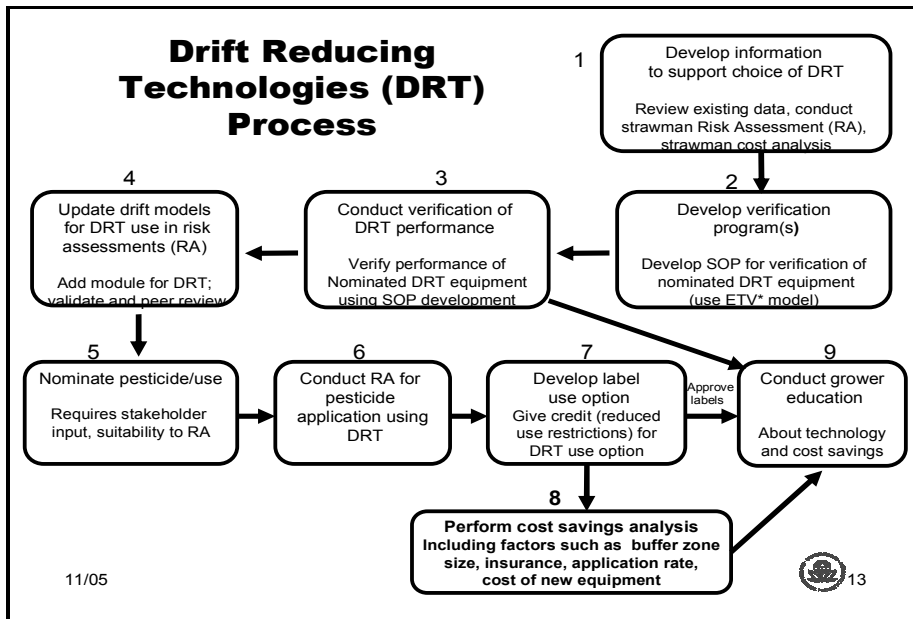 Drift Reducing
Technologies (DRT)
Process
1
Develop information
to support choice of DRT
Review existing data, conduct
strawman Risk Assessment (RA),
strawman cost analysis
2
Develop verification
program(s)
Develop SOP for verification of
nominated DRT equipment
(use ETV* model)
3
Conduct verification of
DRT performance
Verify performance of
Nominated DRT equipment
using SOP development
4
Update drift models
for DRT use in risk
assessments (RA)
Add module for DRT;
validate and peer review
5
Nominate pesticide/use
Requires stakeholder
input, suitability to RA
6
Conduct RA for
pesticide
application using
DRT
7
Develop label
use option
Give credit (reduced
use restrictions) for
DRT use option
Approve
labels
8
Perform cost savings analysis
Including factors such as buffer zone
size, insurance, application rate,
cost of new equipment
9
Conduct grower
education
About technology
and cost savings
11/05
13